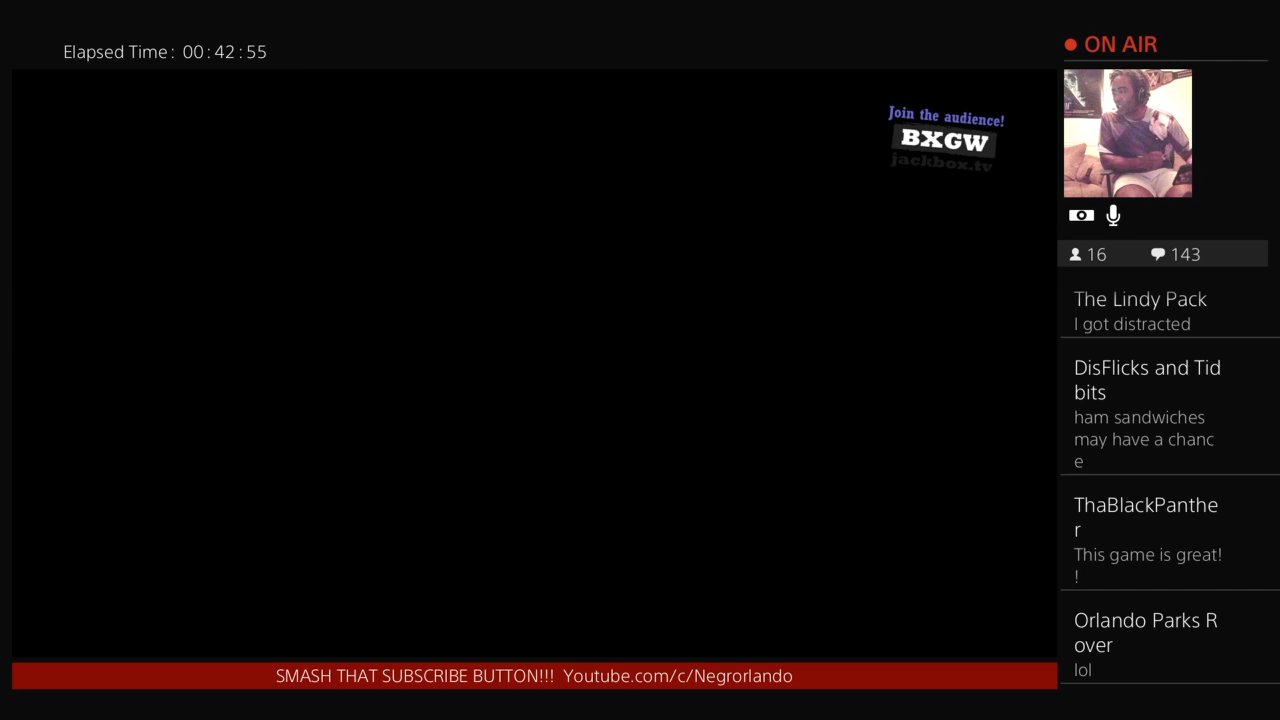 Elapsed Time: 00:42:55
ON AIR
Join the audience!
BXGW
jackbox.tv
16 143
The Lindy Pack
I got distracted
DisFlicks and Tid
bits
ham sandwiches
may have a chanc
e
ThaBlackPanthe
r
This game is great!
!
Orlando Parks R
over
lol
SMASH THAT SUBSCRIBE BUTTON!!! Youtube.com/c/Negrorlando